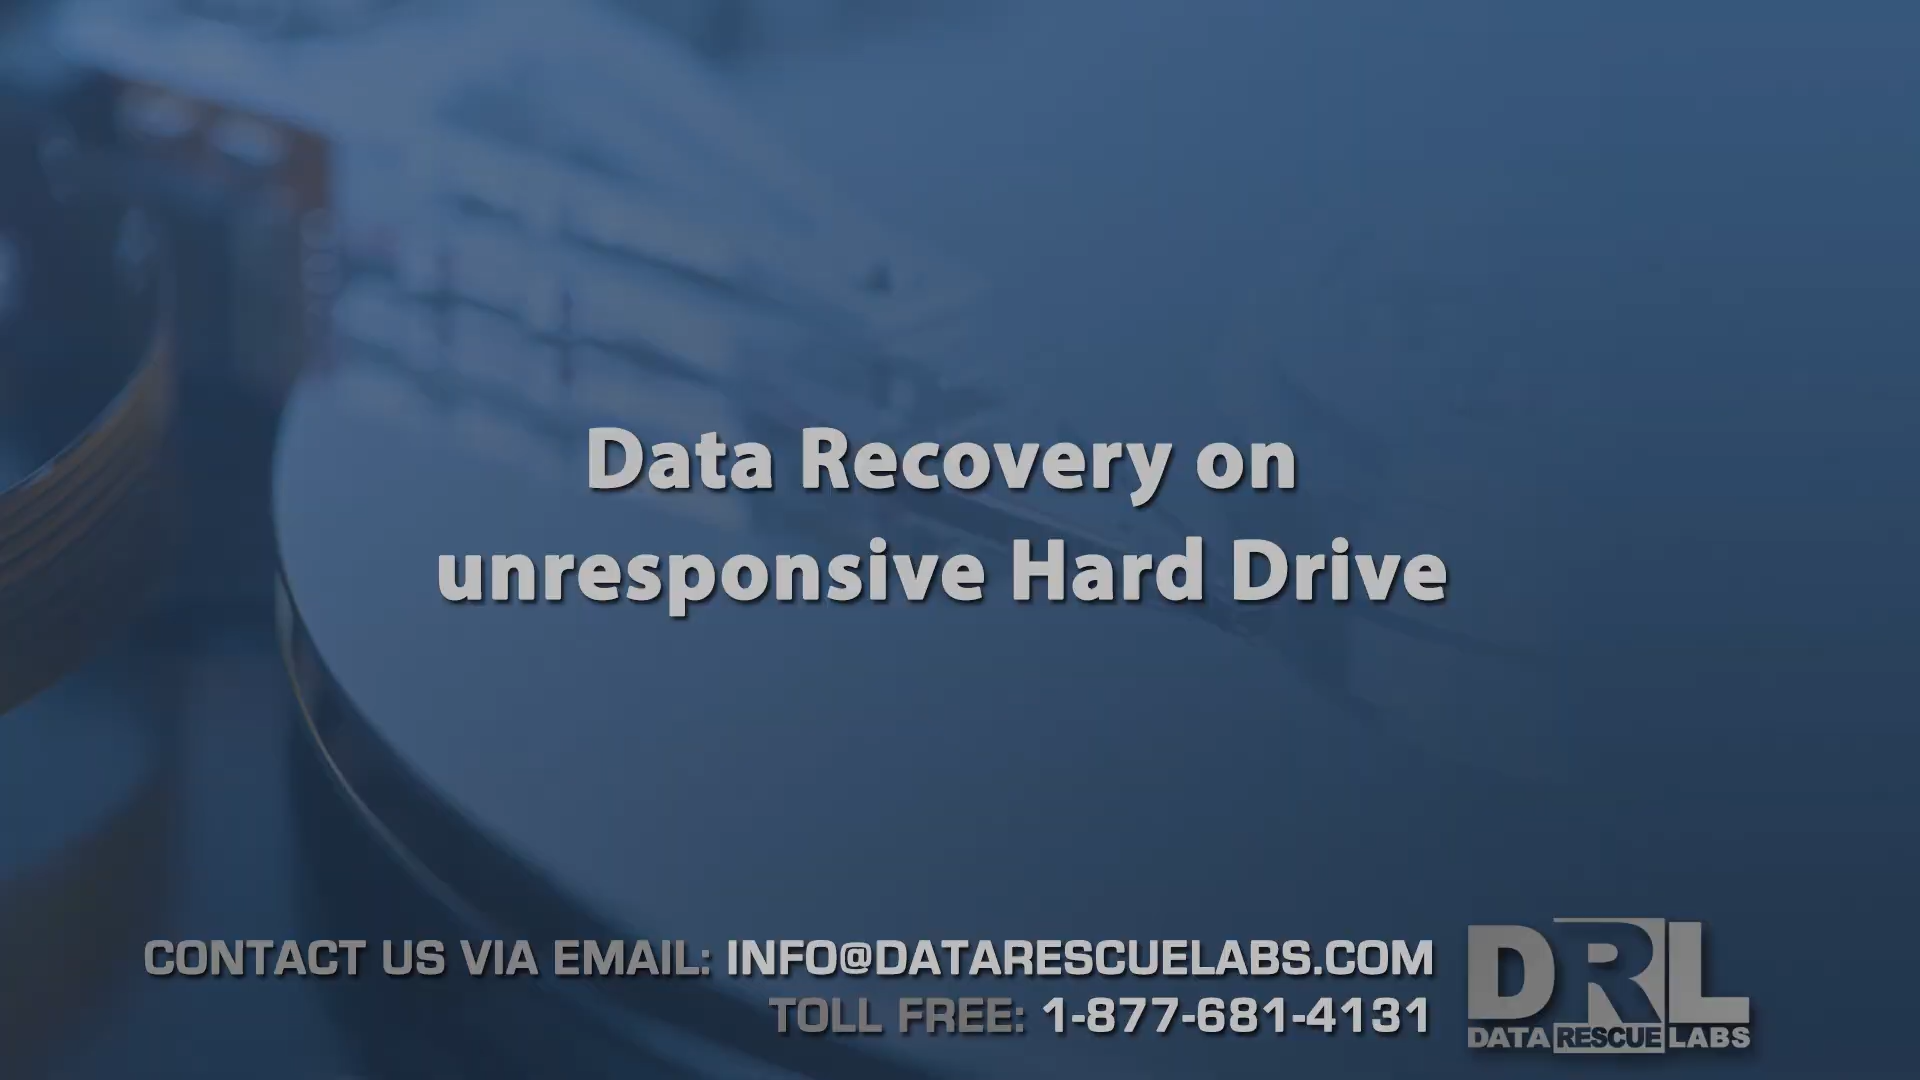 Data Recovery on
unresponsive Hard Drive
CONTACT US VIA EMAIL: INFO@DATARESCUELABS.COM
TOLL FREE: 1-877-681-4131
DRL
DATA RESCUE LABS